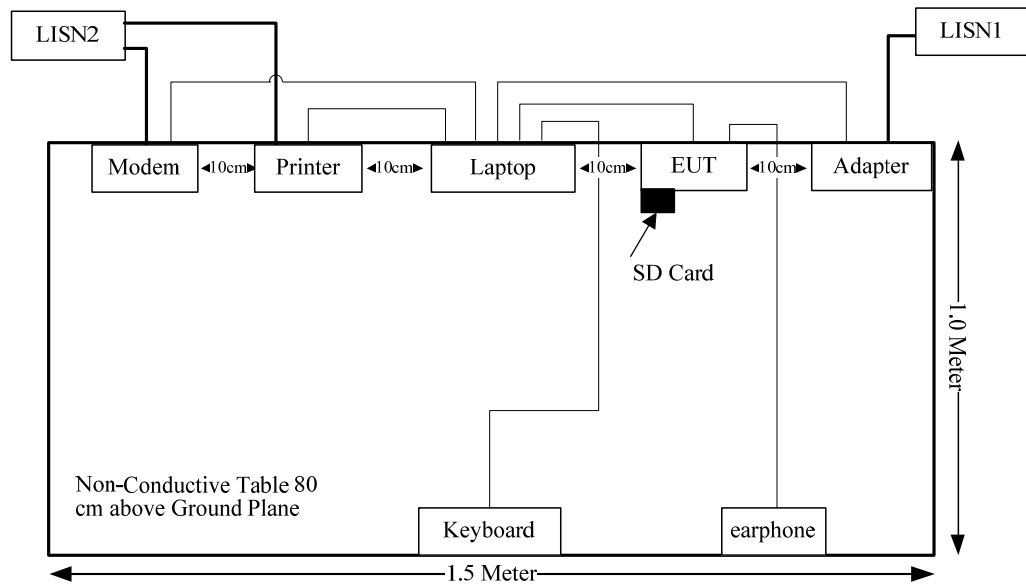 LISN2
LISN1
Modem
10cm
Printer
10cm
Laptop
10cm
EUT
10cm
Adapter
SD Card
1.0 Meter
Non-Conductive Table 80
cm above Ground Plane
Keyboard
earphone
1.5 Meter